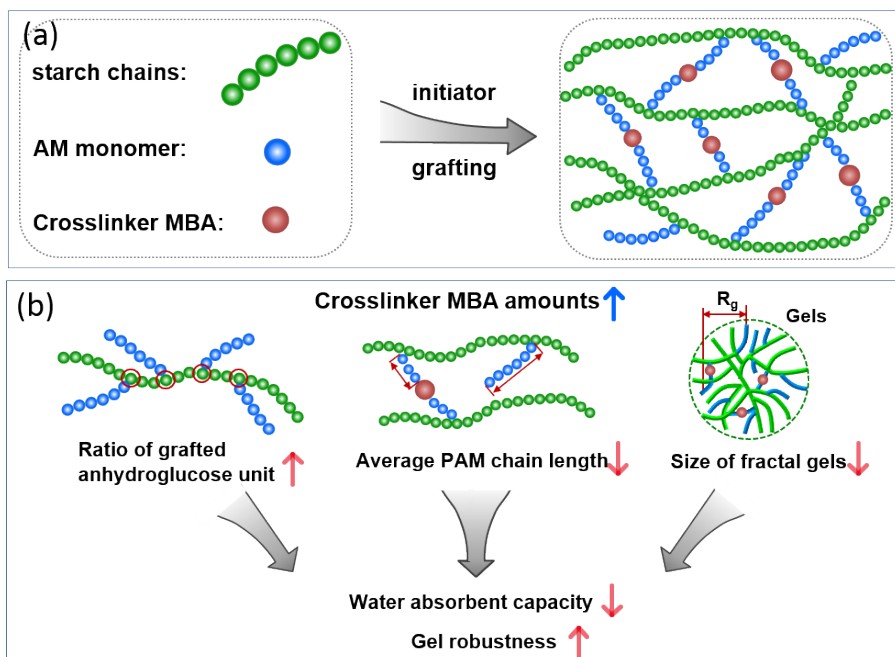 (a)
starch chains:
AM monomer:
Crosslinker MBA:
initiator
grafting
(b)
Crosslinker MBA amounts
Rg
Gels
Ratio of grafted
anhydroglucose unit
Average PAM chain length
Size of fractal gels
Water absorbent capacity
Gel robustness